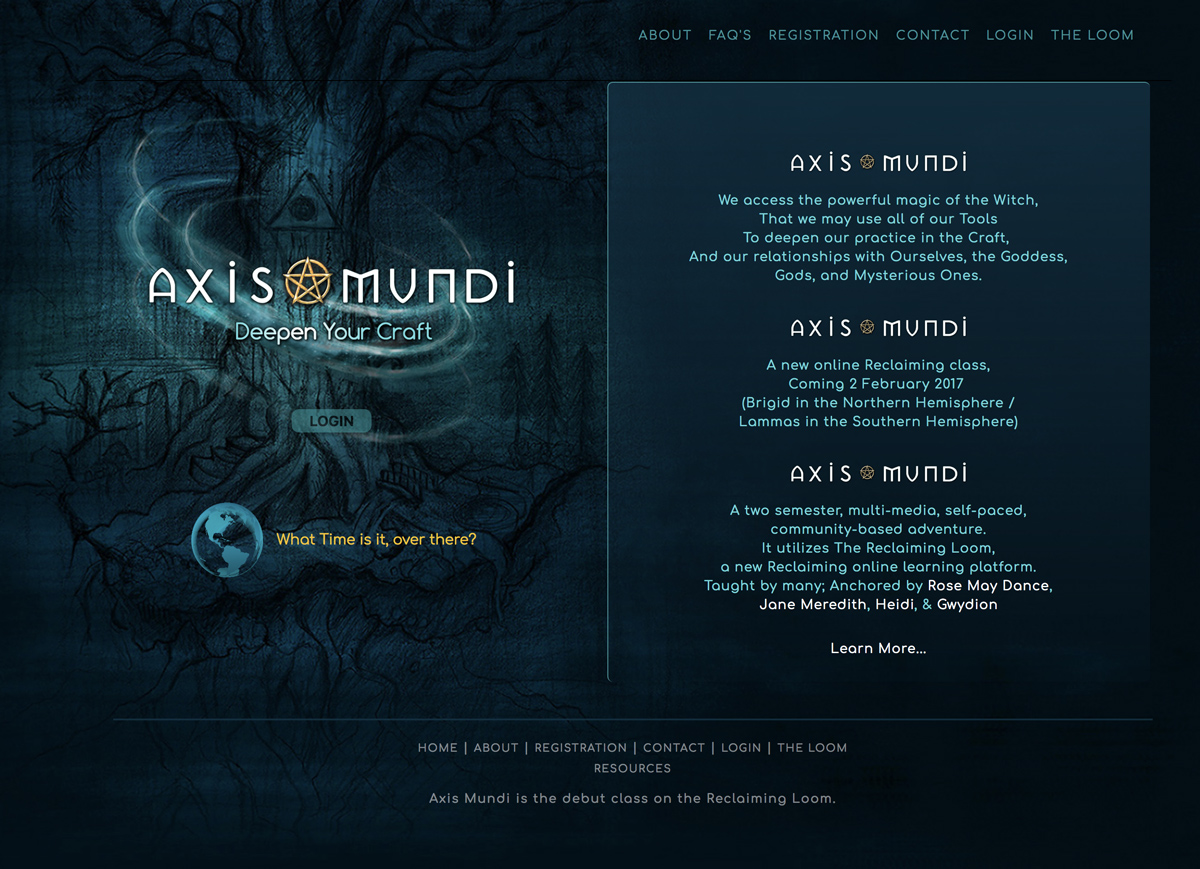 ABOUT FAQ'S REGISTRATION CONTACT LOGIN THE LOOM
AXIS MUNDI
Deepen Your Craft
LOGIN
What Time is it, over there?
AXIS MUNDI
We access the powerful magic of the Witch,
That we may use all of our Tools
To deepen our practice in the Craft,
And our relationships with Ourselves, the Goddess,
Gods, and Mysterious Ones.
AXIS MUNDI
A new online Reclaiming class,
Coming 2 February 2017
(Brigid in the Northern Hemisphere /
Lammas in the Southern Hemisphere)
AXIS MUNDI
A two semester, multi-media, self-paced,
community-based adventure.
It utilizes The Reclaiming Loom,
a new Reclaiming online learning platform.
Taught by many; Anchored by Rose May Dance,
Jane Meredith, Heidi, & Gwydion
Learn More...
HOME | ABOUT | REGISTRATION | CONTACT | LOGIN | THE LOOM
RESOURCES
Axis Mundi is the debut class on the Reclaiming Loom.